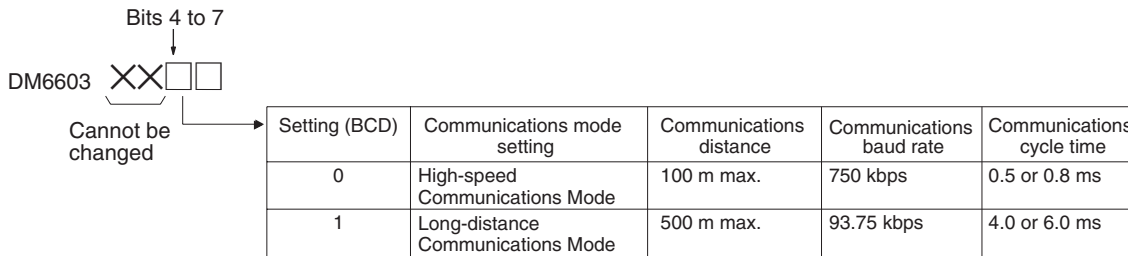 Bits 4 to 7
DM6603
Cannot be
changed
Setting (BCD) Communications mode setting Communications distance Communications baud rate Communications cycle time
0 High-speed Communications Mode 100 m max. 750 kbps 0.5 or 0.8 ms
1 Long-distance Communications Mode 500 m max. 93.75 kbps 4.0 or 6.0 ms